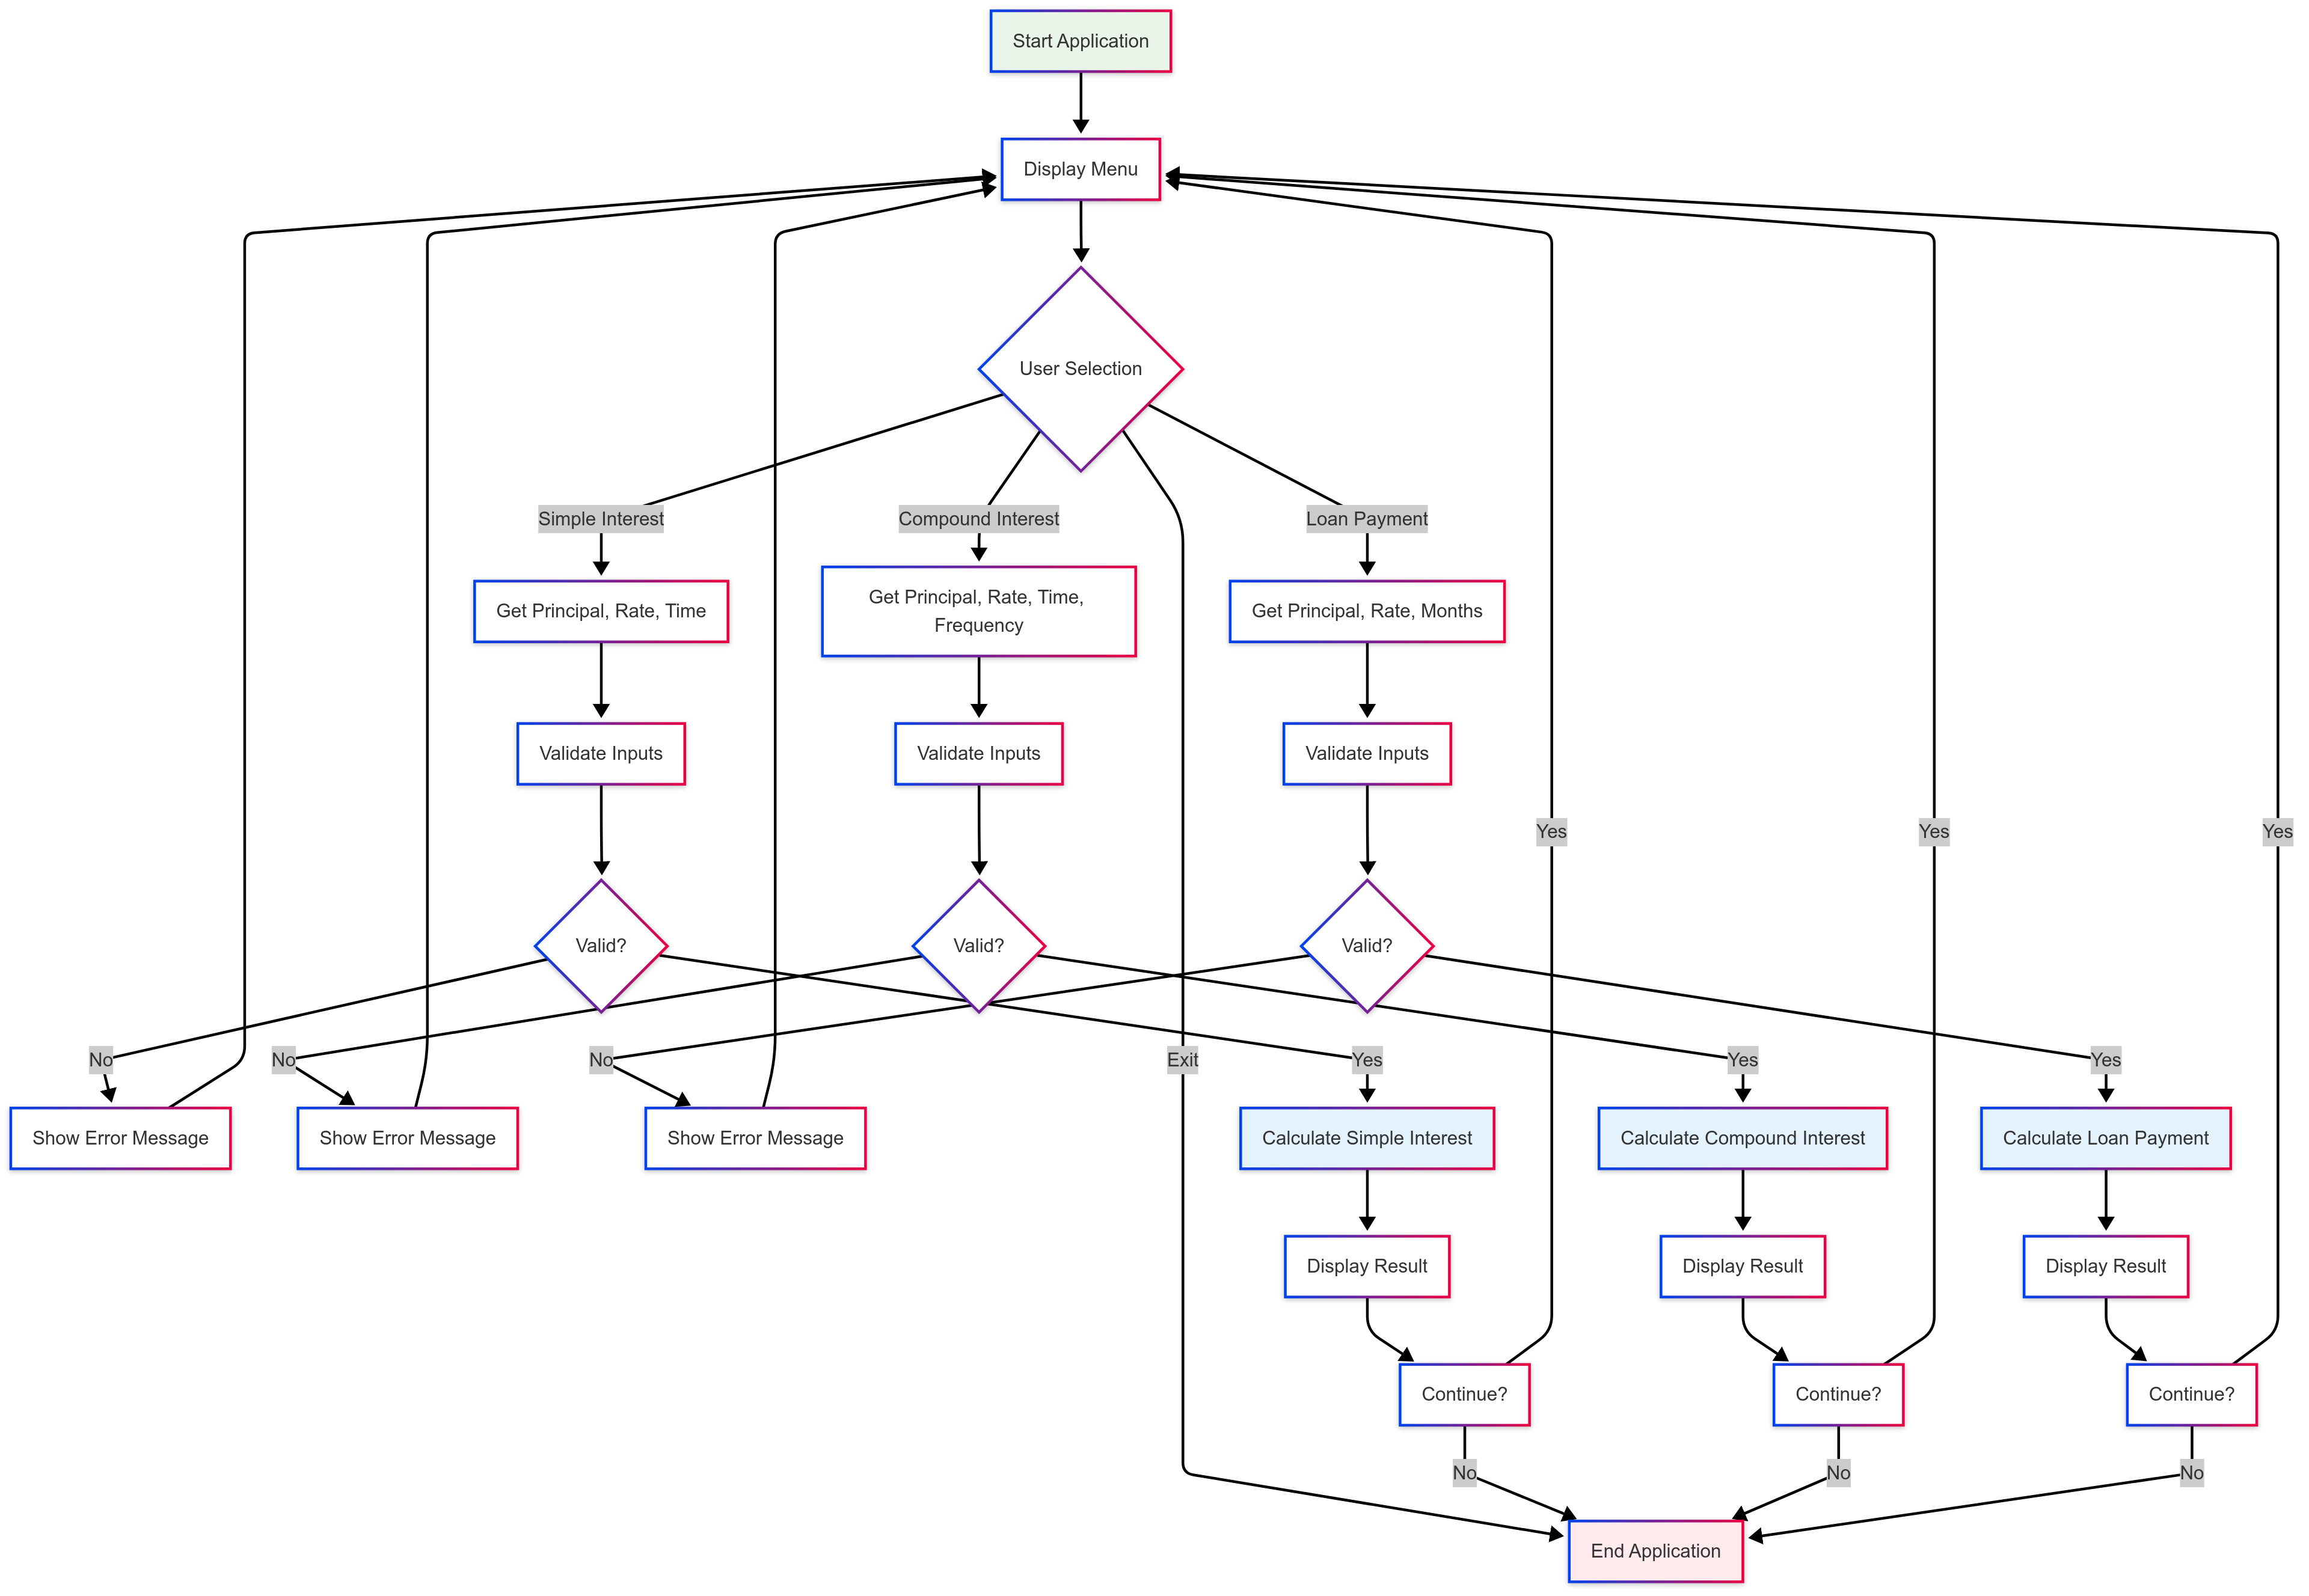 Start Application
Display Menu
User Selection
Simple Interest
Compound Interest
Loan Payment
Get Principal, Rate, Time
Get Principal, Rate, Time,
Frequency
Get Principal, Rate, Months
Validate Inputs
Validate Inputs
Validate Inputs
Yes
Yes
Yes
Valid?
Valid?
Valid?
No
No
No
Exit
Yes
Yes
Yes
Show Error Message
Show Error Message
Show Error Message
Calculate Simple Interest
Calculate Compound Interest
Calculate Loan Payment
Display Result
Display Result
Display Result
Continue?
Continue?
Continue?
No
No
No
End Application